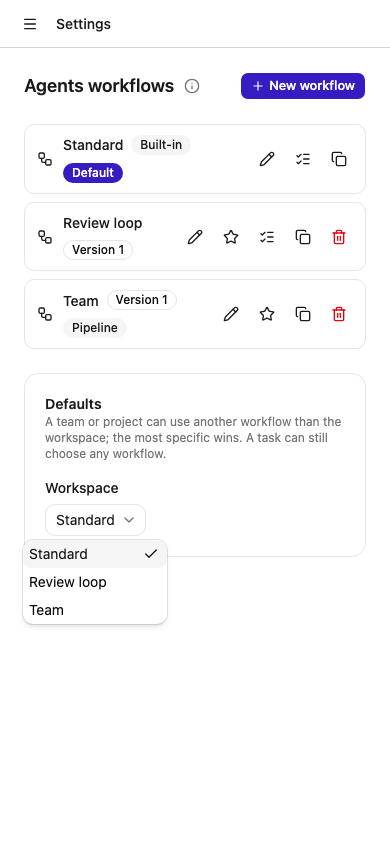 Settings
Agents workflows
New workflow
Standard Built-in
Default
Review loop
Version 1
Team Version 1
Pipeline
Defaults
A team or project can use another workflow than the
workspace; the most specific wins. A task can still
choose any workflow.
Workspace
Standard
Standard
Review loop
Team